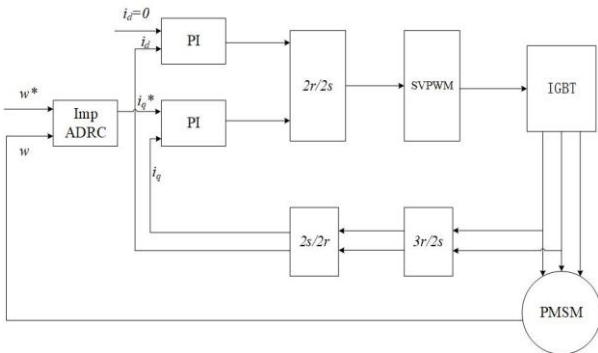 i_d=0
i_d
PI
2r/2s
SVPWM
IGBT
w*
Imp
ADRC
i_q*
PI
w
i_q
2s/2r
3r/2s
PMSM